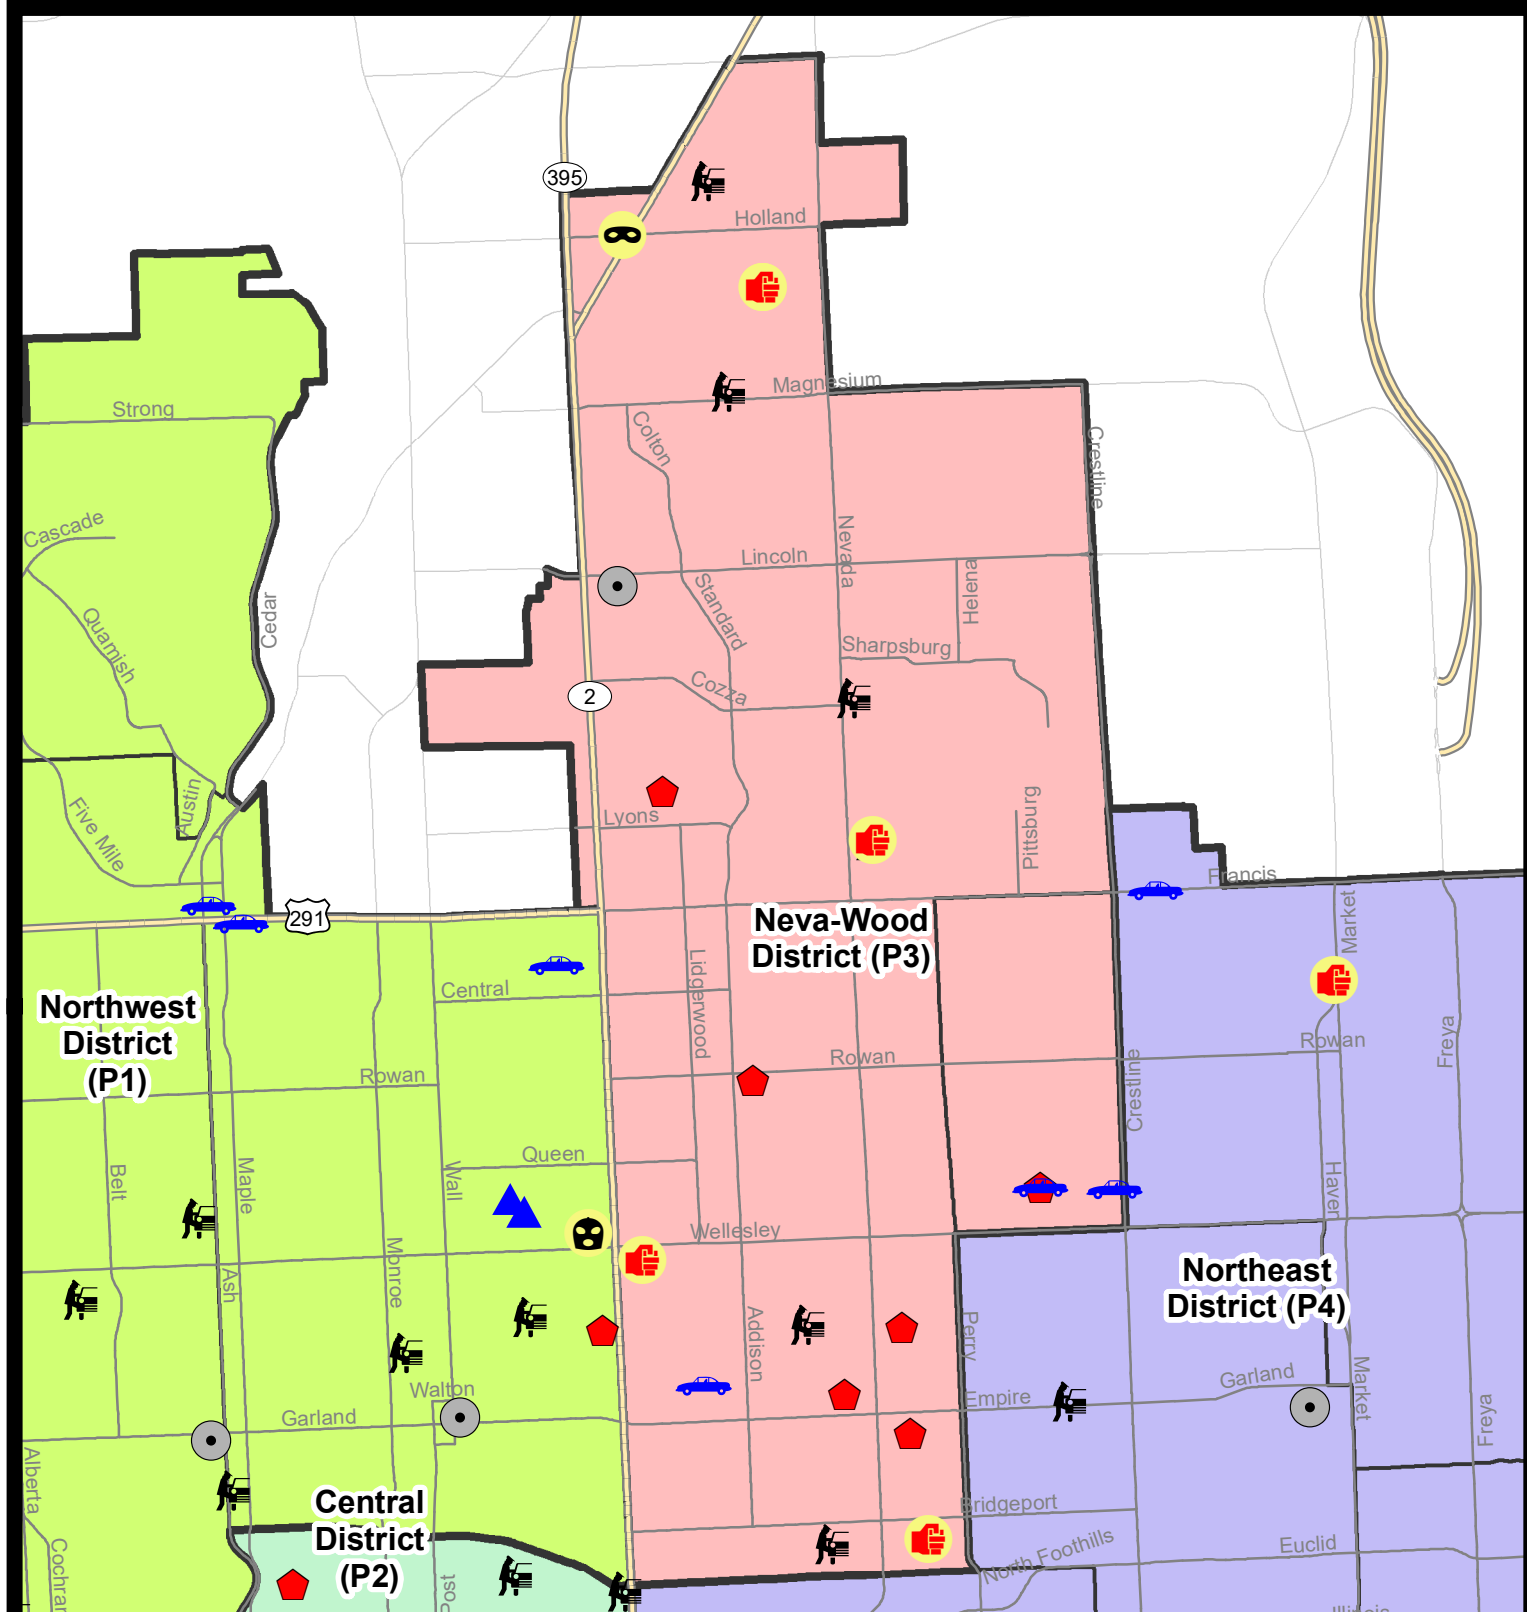 395
Holland
Magnesium
Strong
Colton
Crestline
Cascade
Nevada
Lincoln
Helena
Quamish
Cedar
Standard
Sharpsburg
Cozza
2
Austin
Five Mile
Lyons
Pittsburg
Francis
291
Market
Neva-Wood
District (P3)
Lidgerwood
Central
Northwest
District
(P1)
Rowan
Rowan
Rowan
Freya
Crestline
Queen
Belt
Maple
Wall
Haven
Wellesley
Monroe
Ash
Northeast
District (P4)
Addison
Perry
Walton
Garland
Empire
Garland
Market
Freya
Alberta
Central
District
(P2)
Bridgeport
North Foothills
Euclid
Cochran
Post